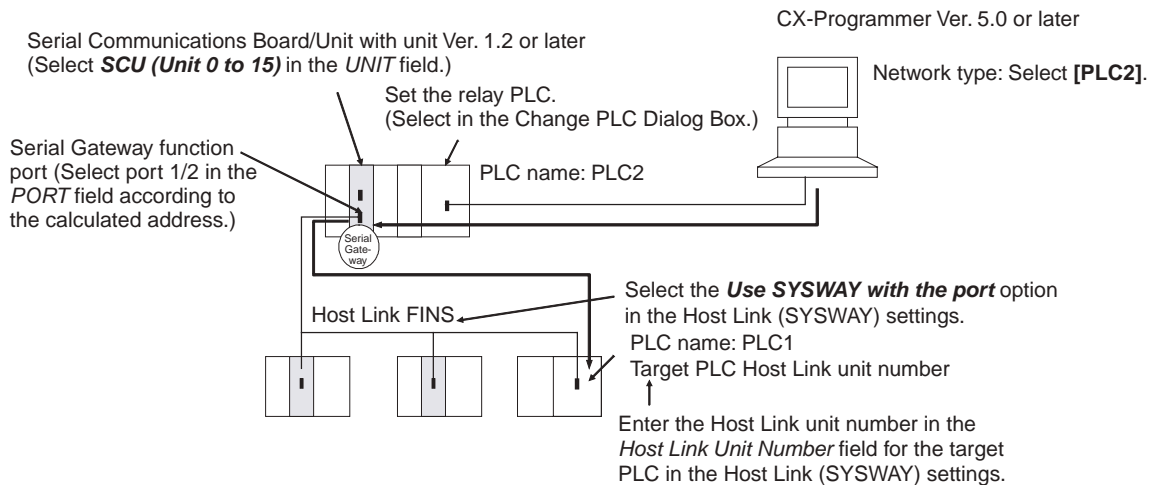 CX-Programmer Ver. 5.0 or later
Serial Communications Board/Unit with unit Ver. 1.2 or later
(Select SCU (Unit 0 to 15) in the UNIT field.)
Network type: Select [PLC2].
Set the relay PLC.
(Select in the Change PLC Dialog Box.)
Serial Gateway function
port (Select port 1/2 in the
PORT field according to
the calculated address.)
PLC name: PLC2
Serial
Gate-
way
Select the Use SYSWAY with the port option
in the Host Link (SYSWAY) settings.
Host Link FINS
PLC name: PLC1
Target PLC Host Link unit number
Enter the Host Link unit number in the
Host Link Unit Number field for the target
PLC in the Host Link (SYSWAY) settings.